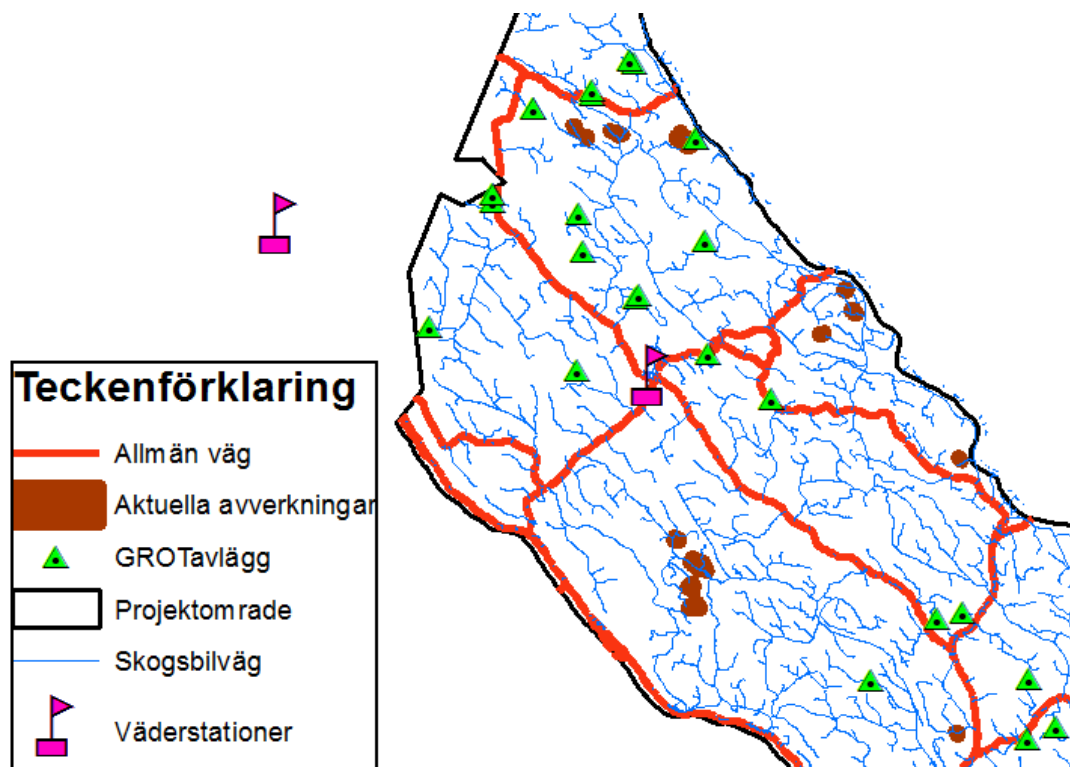 Teckenförklaring
Allmän väg
Aktuella avverkningar
GROTavlägg
Projektomrade
Skogsbilväg
Väderstationer